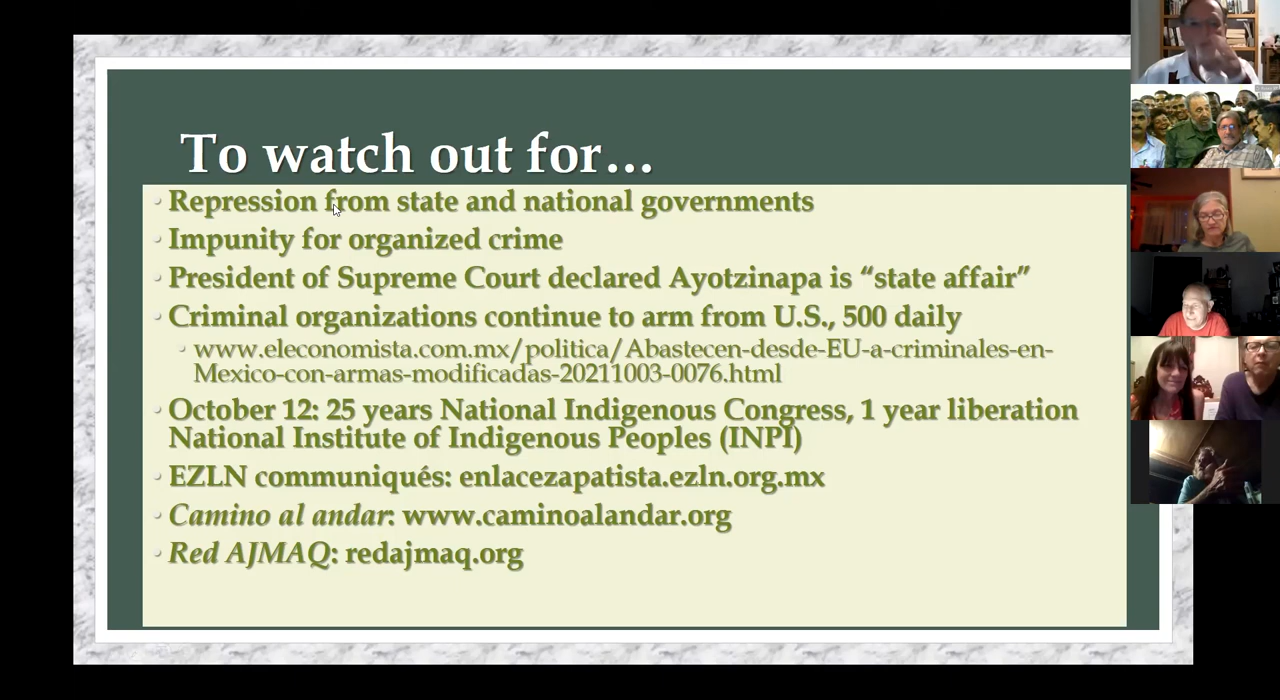 To watch out for…
Repression from state and national governments
Impunity for organized crime
President of Supreme Court declared Ayotzinapa is “state affair”
Criminal organizations continue to arm from U.S., 500 daily
www.eleconomista.com.mx/politica/Abastecen-desde-EU-a-criminales-en-
Mexico-con-armas-modificadas-20211003-0076.html
October 12: 25 years National Indigenous Congress, 1 year liberation
National Institute of Indigenous Peoples (INPI)
EZLN communiqués: enlacezapatista.ezln.org.mx
Camino al andar: www.caminoalandar.org
Red AJMAQ: redajmaq.org